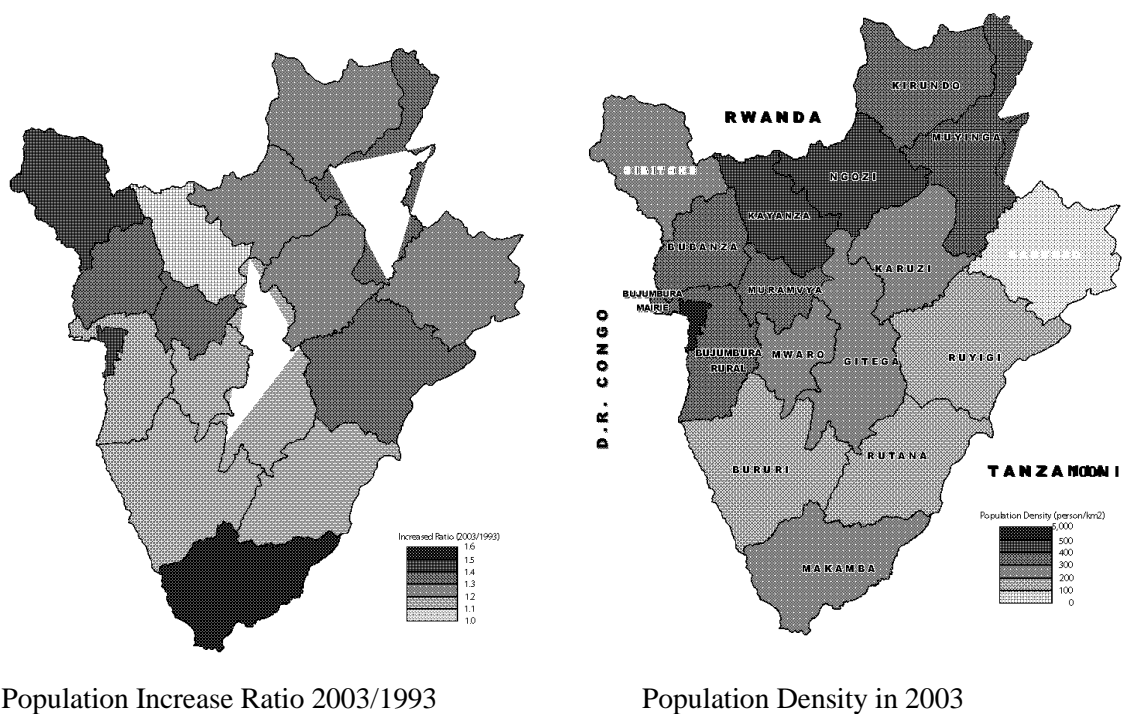 KIRUNDO
RWANDA
MUYINGA
NGOZI
KAYANZA
BUBANZA
KARUZI
BUJUMBURA
MAIRIE
MURAMVYA
D.R. CONGO
BUJUMBURA
RURAL
MWARO
GITEGA
RUYIGI
BURURI
RUTANA
MAKAMBA
Increased Ratio (2003/1993)
1.6
1.5
1.4
1.3
1.2
1.1
1.0
Population Density (person/km2)
5,000
500
400
300
200
100
0
Population Increase Ratio 2003/1993
Population Density in 2003